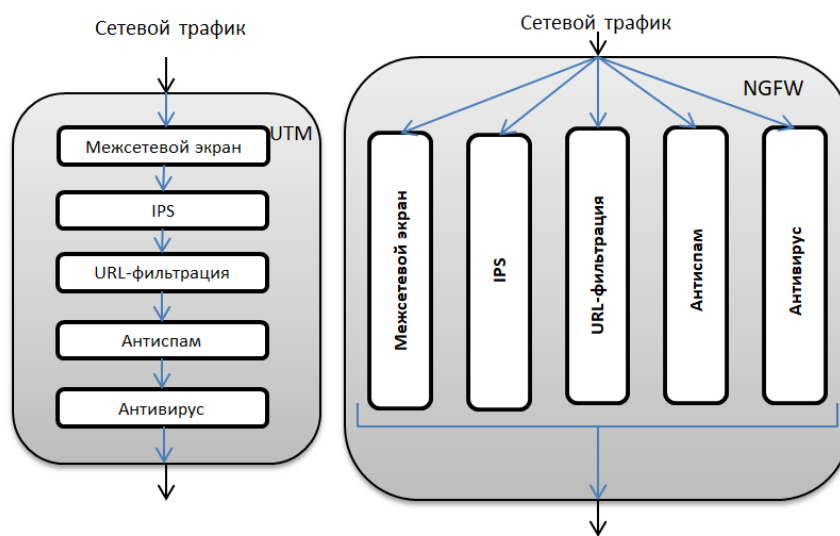 Сетевой трафик
UTM
Межсетевой экран
IPS
URL-фильтрация
Антиспам
Антивирус
Сетевой трафик
NGFW
Межсетевой экран
IPS
URL-фильтрация
Антиспам
Антивирус